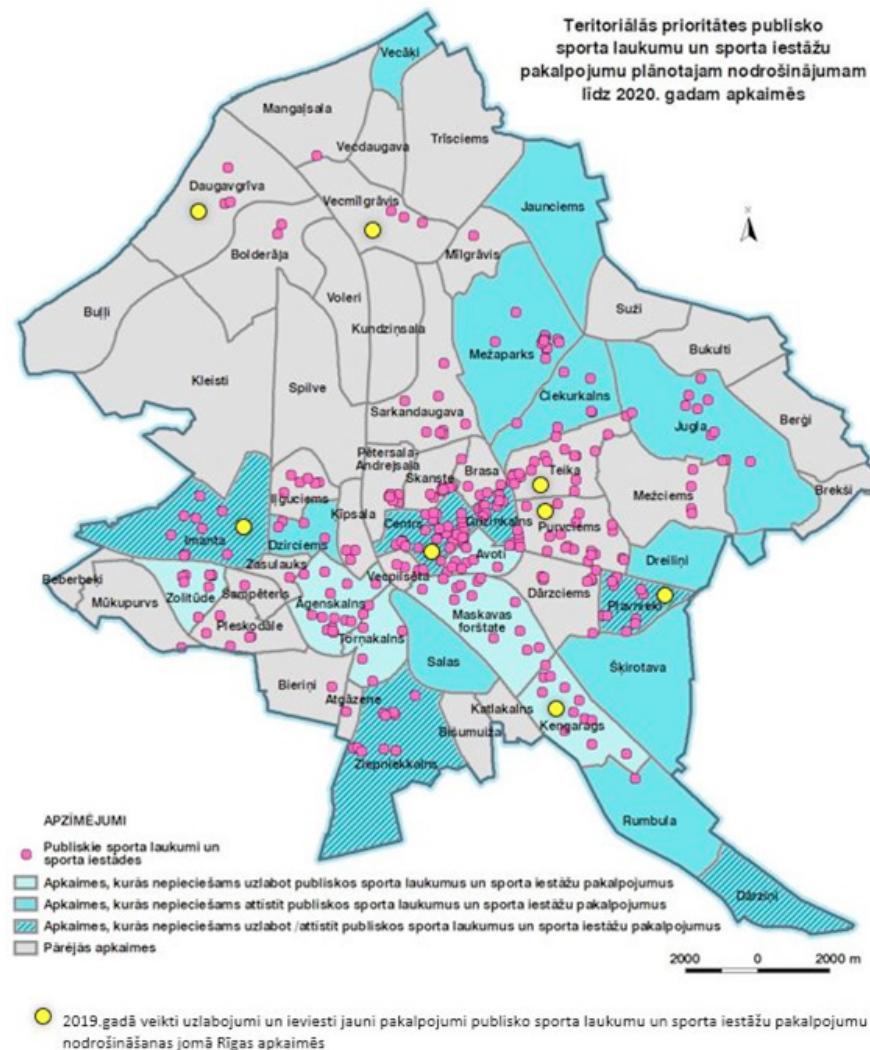 Teritoriālās prioritātes publisko
sporta laukumu un sporta iestāžu
pakalpojumu plānotajam nodrošinājumam
līdz 2020. gadam apkaimēs
Vecāķi
Mangaļsala
Vecdaugava
Trīsciems
Daugavgrīva
Vecmīlgrāvis
Jaunciems
Bolderāja
Mīlgrāvis
Voleri
Buļļi
Kundziņsala
Suži
Mežaparks
Bukulti
Kleisti
Spilve
Čiekurkalns
Sarkandaugava
Jugla
Berģi
Pētersala-
Andrejsala
Skanste
Brasa
Teika
Brekši
Iļģuciems
Mežciems
Ķīpsala
Centrs
Grīziņkalns
Purvciems
Imanta
Dzirciems
Avoti
Dreiliņi
Zasulauks
Vecpilsēta
Beberbeķi
Mūkupurvs
Zolitūde
Šampēteris
Āgenskalns
Dārzciems
Pļavnieki
Pleskodāle
Maskavas
forštate
Torņakalns
Salas
Šķirotava
Bieriņi
Atgāzene
Katlakalns
Bišumuiža
Ķengarags
Ziepniekkalns
Rumbula
Dārziņi
APZĪMĒJUMI
Publiskie sporta laukumi un
sporta iestādes
Apkaimes, kurās nepieciešams uzlabot publiskos sporta laukumus un sporta iestāžu pakalpojumus
Apkaimes, kurās nepieciešams attīstīt publiskos sporta laukumus un sporta iestāžu pakalpojumus
Apkaimes, kurās nepieciešams uzlabot /attīstīt publiskos sporta laukumus un sporta iestāžu pakalpojumus
Pārējās apkaimes
2000 0 2000 m
2019.gadā veikti uzlabojumi un ieviesti jauni pakalpojumi publisko sporta laukumu un sporta iestāžu pakalpojumu
nodrošināšanas jomā Rīgas apkaimēs